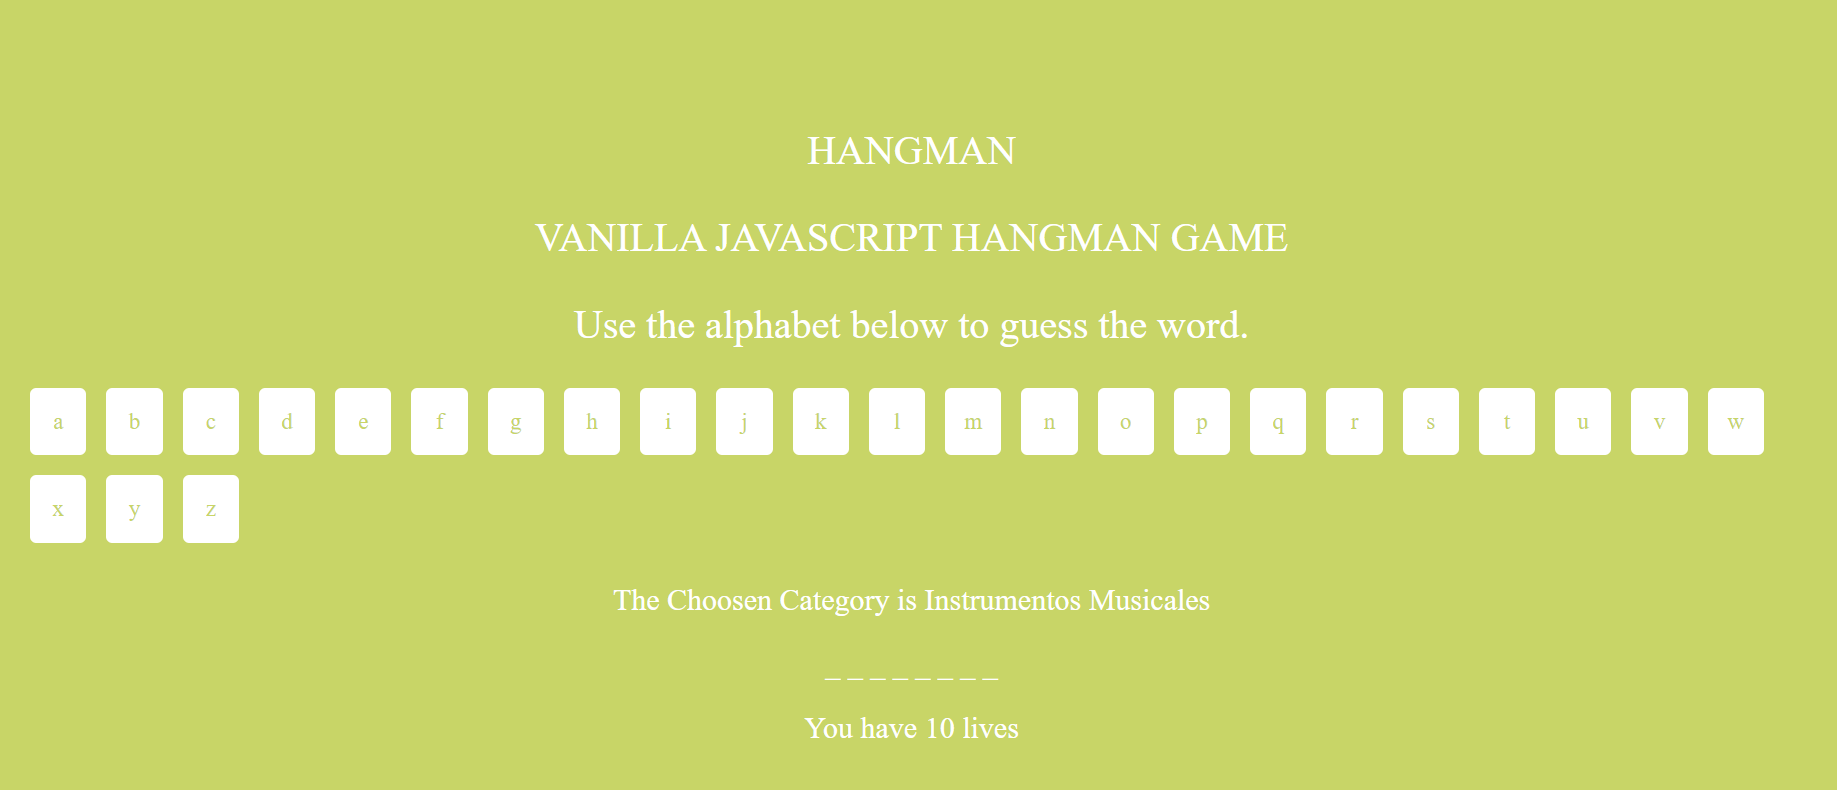 HANGMAN
VANILLA JAVASCRIPT HANGMAN GAME
Use the alphabet below to guess the word.
a b c d e f g h i j k l m n o p q r s t u v w
x y z
The Choosen Category is Instrumentos Musicales
_ _ _ _ _ _ _ _
You have 10 lives